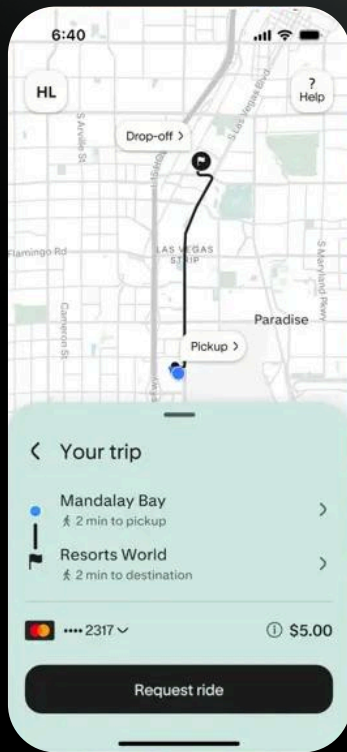 6:40
HL
?
Help
S Arville St
S Las Vegas Blvd
Drop-off >
Flamingo Rd
LAS VEGAS
STRIP
S Maryland Pkwy
Cameron St
Paradise
Pickup >
Your trip
Mandalay Bay
2 min to pickup
Resorts World
2 min to destination
•••• 2317
$5.00
Request ride